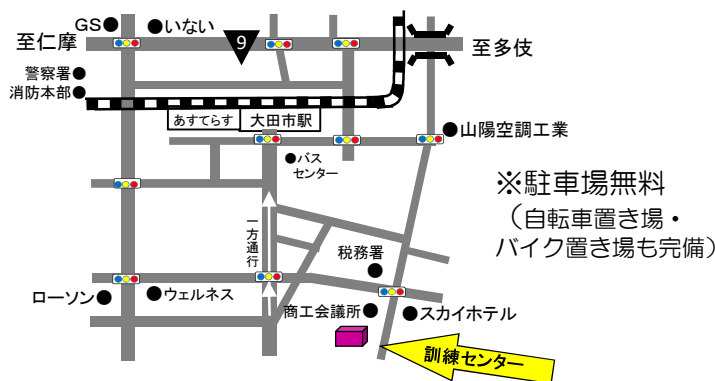 GS●
●いない
至仁摩
9
至多伎
警察署●
消防本部●
あすてらす
大田市駅
●山陽空調工業
●バス
センター
※駐車場無料
（自転車置き場・
バイク置き場も完備）
一方通行
税務署
ローソン●
●ウェルネス
商工会議所●
●スカイホテル
訓練センター